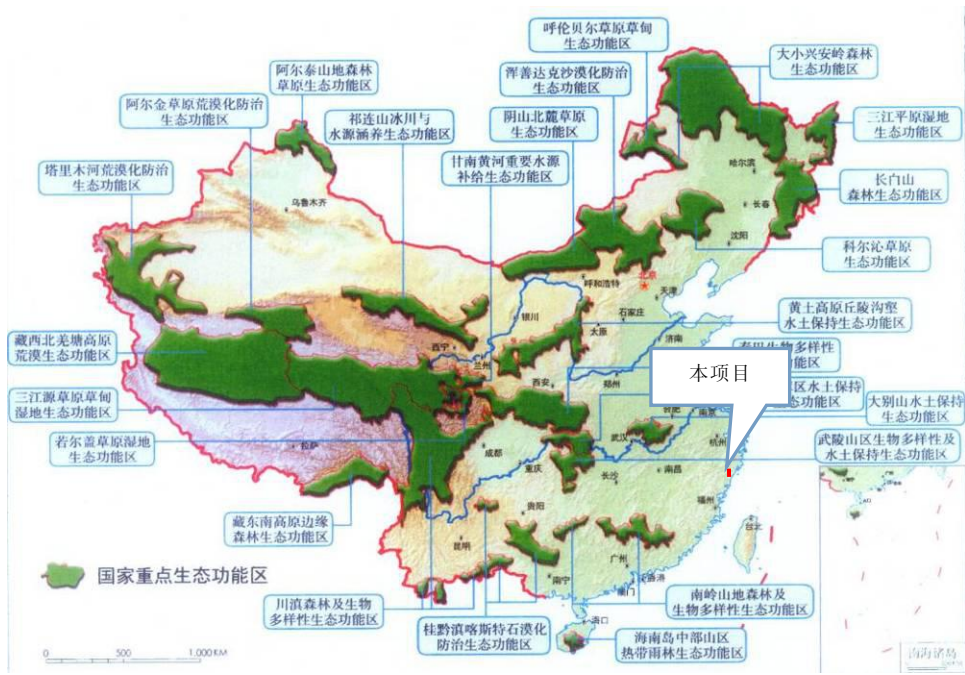 呼伦贝尔草原草甸
生态功能区
大小兴安岭森林
生态功能区
浑善达克沙漠化防治
生态功能区
阿尔泰山地森林
草原生态功能区
阿尔金草原荒漠化防治
生态功能区
祁连山冰川与
水源涵养生态功能区
阴山北麓草原
生态功能区
三江平原湿地
生态功能区
塔里木河荒漠化防治
生态功能区
甘南黄河重要水源
补给生态功能区
长白山
森林生态功能区
科尔沁草原
生态功能区
哈尔滨
长春
沈阳
乌鲁木齐
呼和浩特
北京
天津
石家庄
太原
银川
济南
西宁
兰州
西安
郑州
黄土高原丘陵沟壑
水土保持生态功能区
藏西北羌塘高原
荒漠生态功能区
本项目
生物多样性
功能区
区水土保持
功能区
大别山水土保持
生态功能区
三江源草原草甸
湿地生态功能区
若尔盖草原湿地
生态功能区
武陵山区生物多样性及
水土保持生态功能区
合肥
南京
杭州
武汉
成都
重庆
拉萨
长沙
南昌
贵阳
福州
台北
昆明
广州
南宁
香港
澳门
海口
藏东南高原边缘
森林生态功能区
国家重点生态功能区
川滇森林及生物
多样性生态功能区
桂黔滇喀斯特石漠化
防治生态功能区
南岭山地森林及
生物多样性生态功能区
海南岛中部山区
热带雨林生态功能区
南海诸岛
0 500 1,000 KM